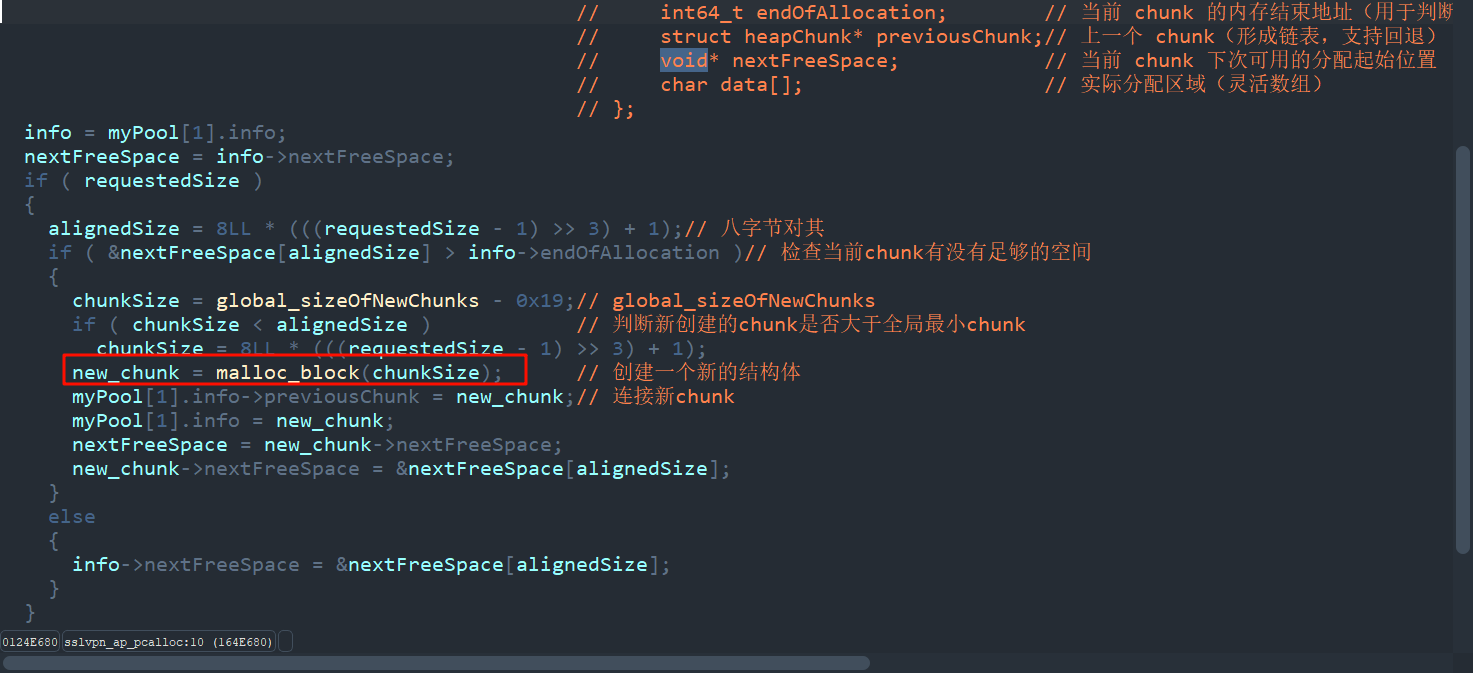 //     int64_t endOfAllocation;        // 当前 chunk 的内存结束地址（用于判断
//     struct heapChunk* previousChunk;// 上一个 chunk（形成链表，支持回退）
//     void* nextFreeSpace;            // 当前 chunk 下次可用的分配起始位置
//     char data[];                    // 实际分配区域（灵活数组）
// };
info = myPool[1].info;
nextFreeSpace = info->nextFreeSpace;
if ( requestedSize )
{
  alignedSize = 8LL * (((requestedSize - 1) >> 3) + 1);// 八字节对其
  if ( &nextFreeSpace[alignedSize] > info->endOfAllocation )// 检查当前chunk有没有足够的空间
  {
    chunkSize = global_sizeOfNewChunks - 0x19;// global_sizeOfNewChunks
    if ( chunkSize < alignedSize )            // 判断新创建的chunk是否大于全局最小chunk
      chunkSize = 8LL * (((requestedSize - 1) >> 3) + 1);
    new_chunk = malloc_block(chunkSize);      // 创建一个新的结构体
    myPool[1].info->previousChunk = new_chunk;// 连接新chunk
    myPool[1].info = new_chunk;
    nextFreeSpace = new_chunk->nextFreeSpace;
    new_chunk->nextFreeSpace = &nextFreeSpace[alignedSize];
  }
  else
  {
    info->nextFreeSpace = &nextFreeSpace[alignedSize];
  }
}
0124E680 sslvpn_ap_pcalloc:10 (164E680)